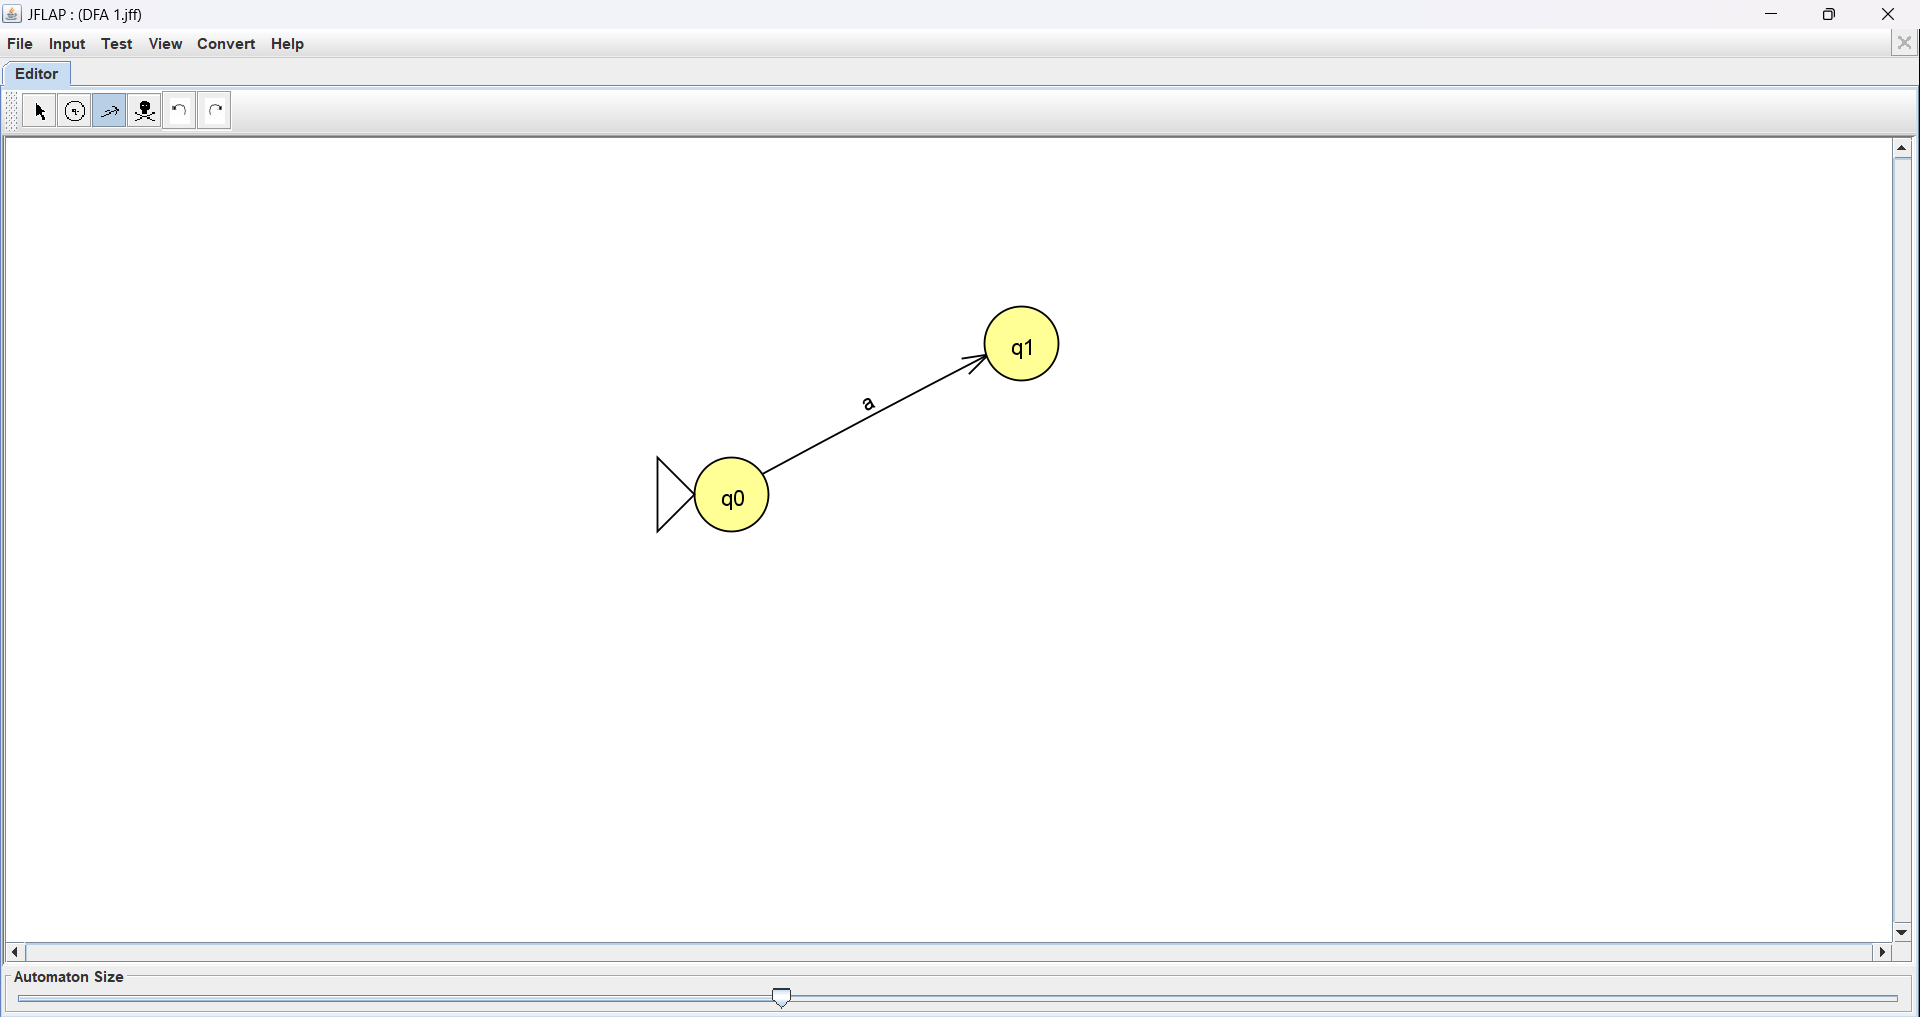 JFLAP : (DFA 1.jff)
File Input Test View Convert Help
Editor
q1
a
q0
Automaton Size